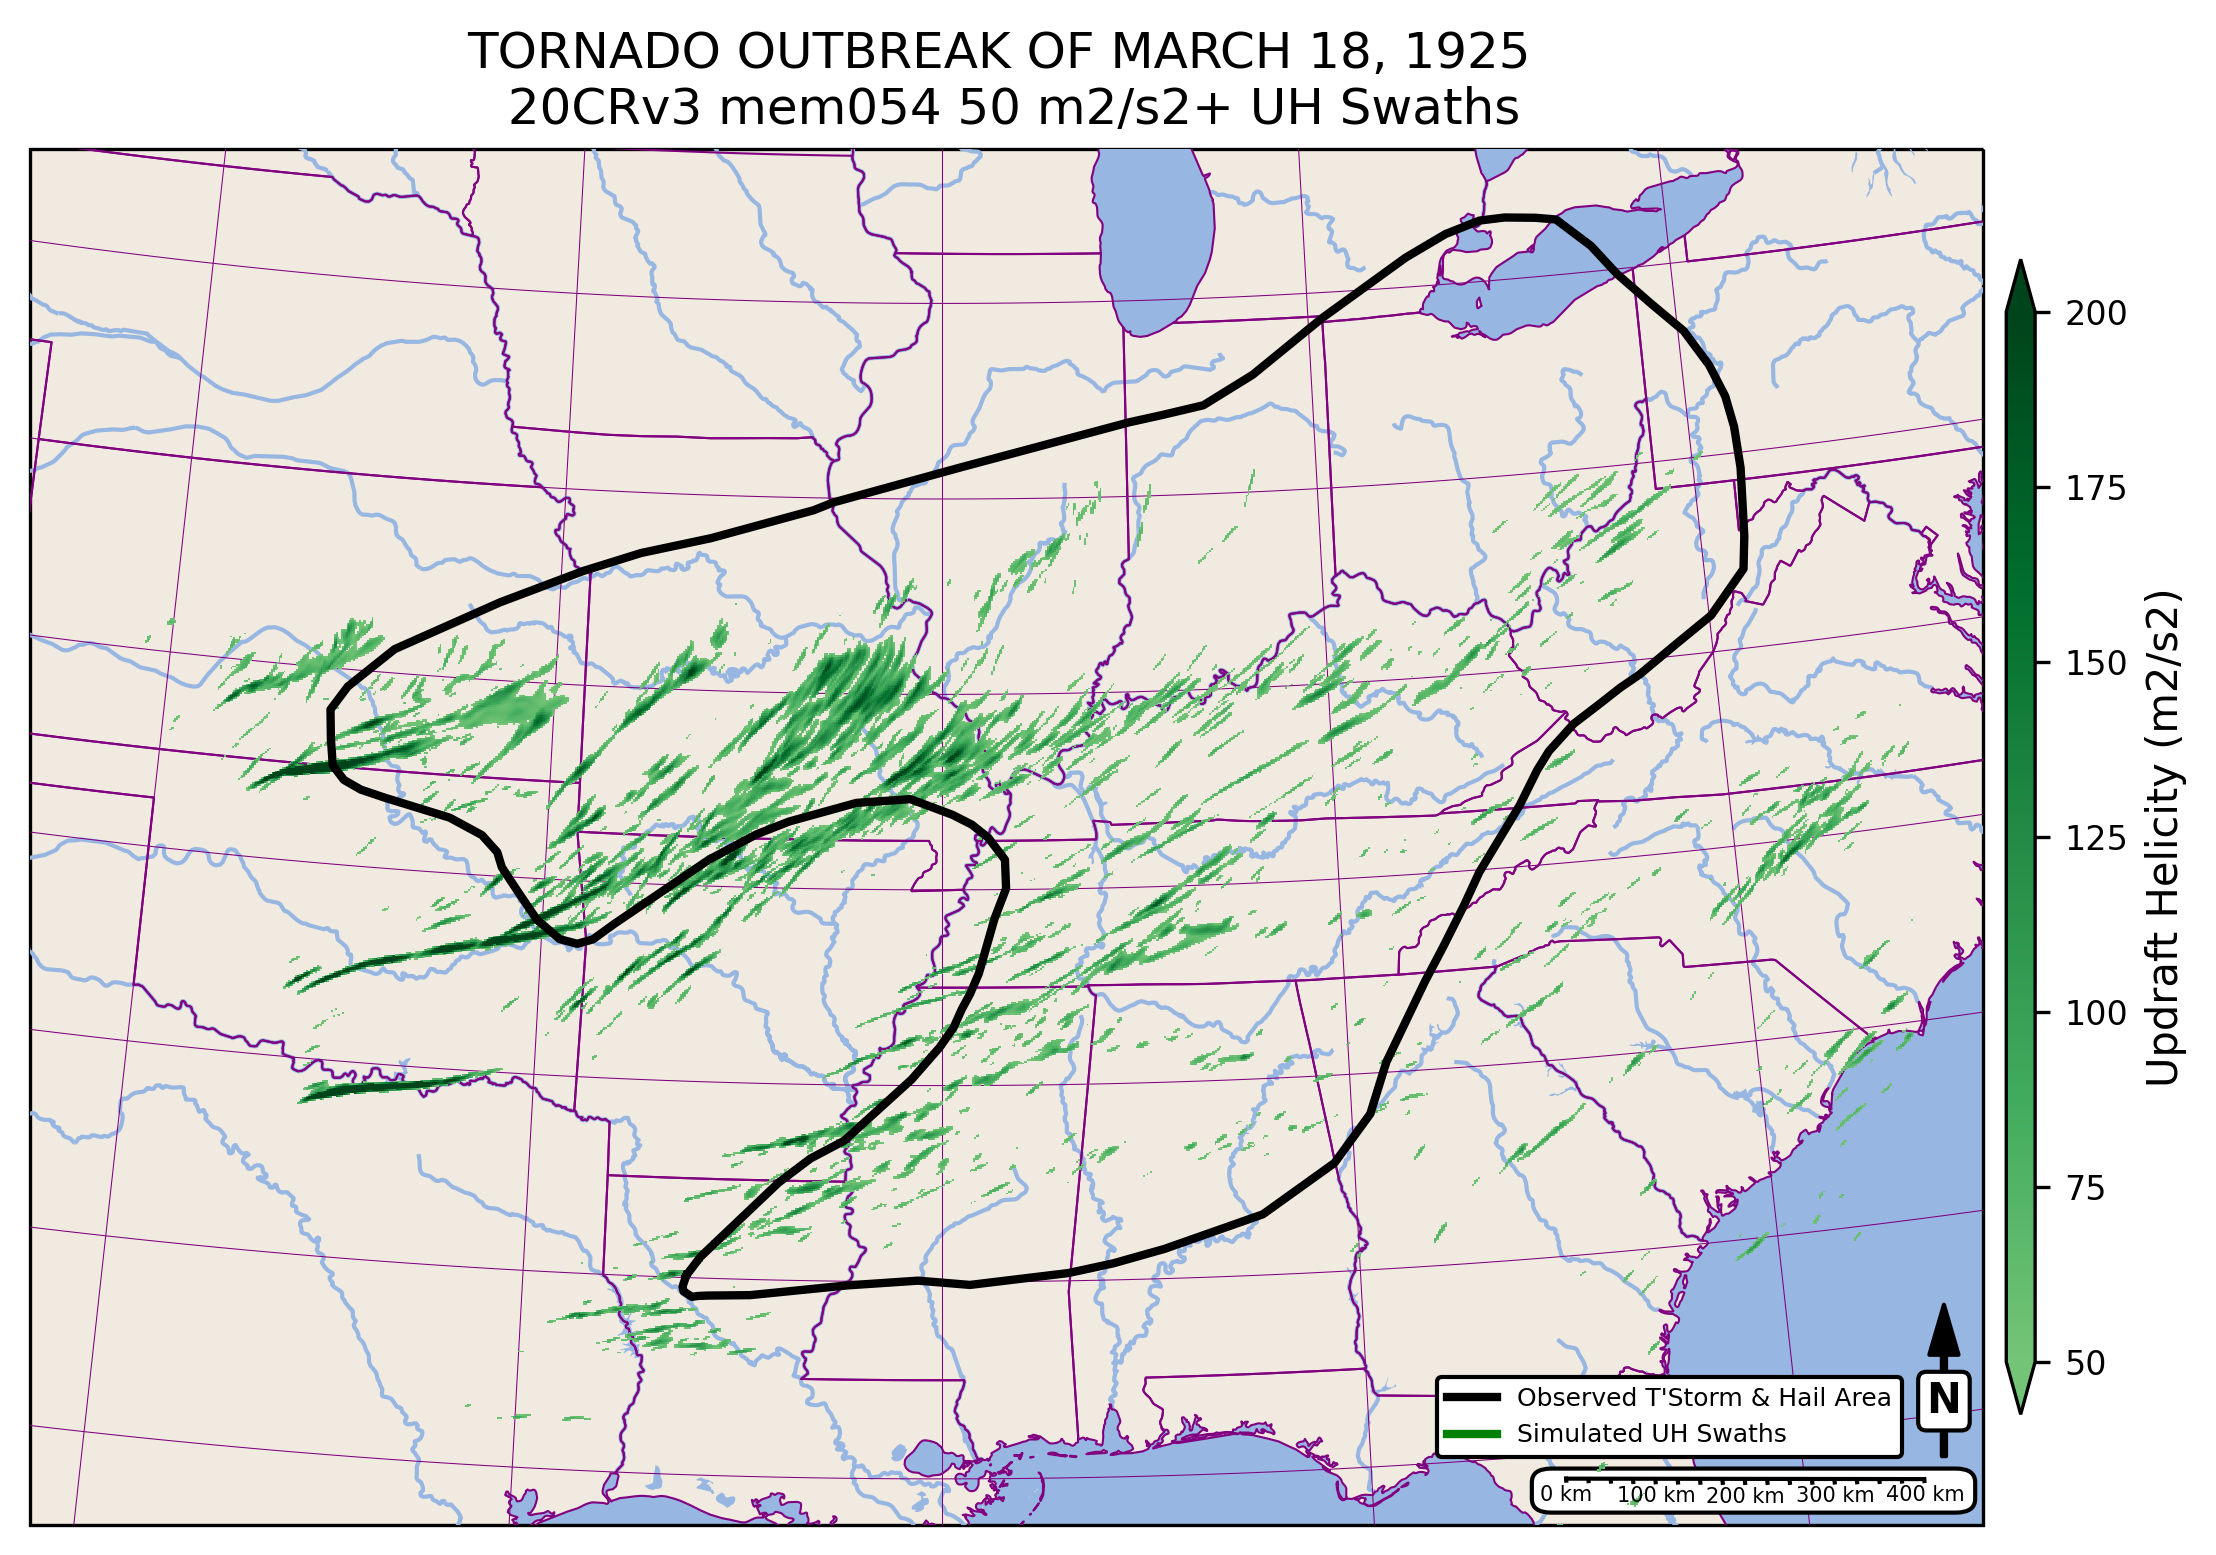 TORNADO OUTBREAK OF MARCH 18, 1925
20CRv3 mem054 50 m2/s2+ UH Swaths
200
175
150
125
100
75
50
Updraft Helicity (m2/s2)
Observed T'Storm & Hail Area
Simulated UH Swaths
N
0 km 100 km 200 km 300 km 400 km